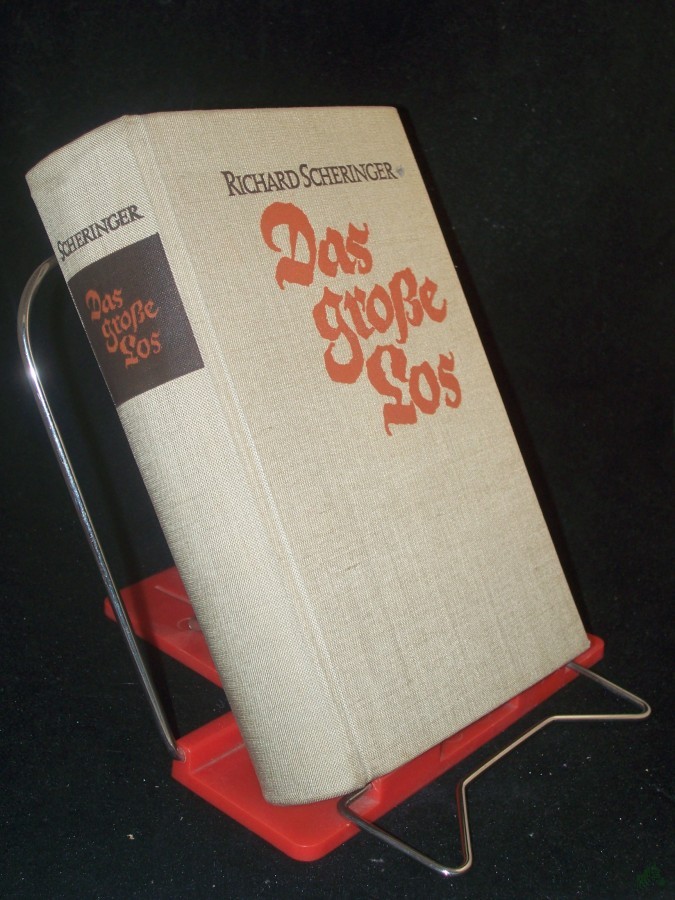 SCHERINGER
Das
große
Los
RICHARD SCHERINGER
Das
große
Los